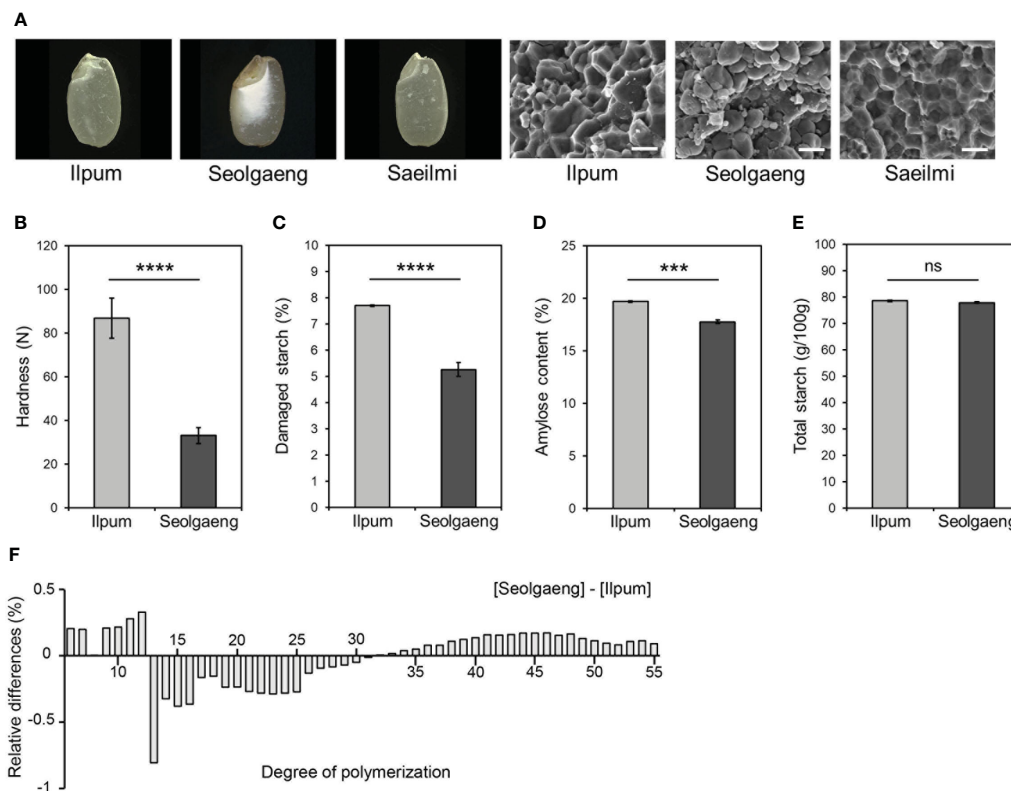 A
Ilpum Seolgaeng Saeilmi Ilpum Seolgaeng Saeilmi
B
Hardness (N)
120
100
80
60
40
20
0
****
Ilpum Seolgaeng
C
Damaged starch (%)
10
9
8
7
6
5
4
3
2
1
0
****
Ilpum Seolgaeng
D
Amylose content (%)
25
20
15
10
5
0
***
Ilpum Seolgaeng
E
Total starch (g/100g)
100
90
80
70
60
50
40
30
20
10
0
ns
Ilpum Seolgaeng
F
Relative differences (%)
0.5
0
-0.5
-1
[Seolgaeng] - [Ilpum]
15 20 25 30
10 35 40 45 50 55
Degree of polymerization